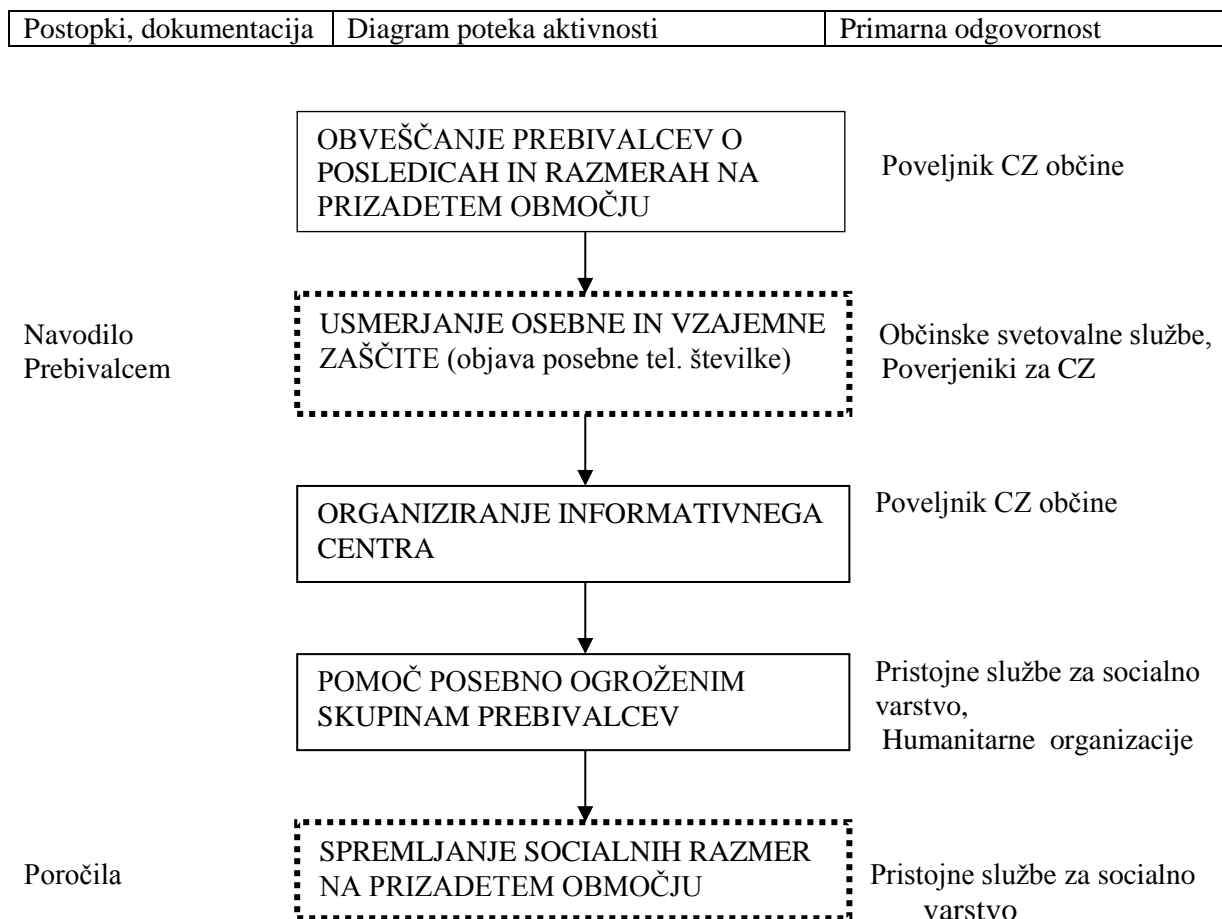 Postopki, dokumentacija Diagram poteka aktivnosti Primarna odgovornost
OBVEŠČANJE PREBIVALCEV O
POSLEDICAH IN RAZMERAH NA
PRIZADETEM OBMOČJU
Poveljnik CZ občine
Navodilo
Prebivalcem
USMERJANJE OSEBNE IN VZAJEMNE
ZAŠČITE (objava posebne tel. številke)
Občinske svetovalne službe,
Poverjeniki za CZ
ORGANIZIRANJE INFORMATIVNEGA
CENTRA
Poveljnik CZ občine
POMOČ POSEBNO OGROŽENIM
SKUPINAM PREBIVALCEV
Pristojne službe za socialno
varstvo,
Humanitarne organizacije
Poročila
SPREMLJANJE SOCIALNIH RAZMER
NA PRIZADETEM OBMOČJU
Pristojne službe za socialno
varstvo